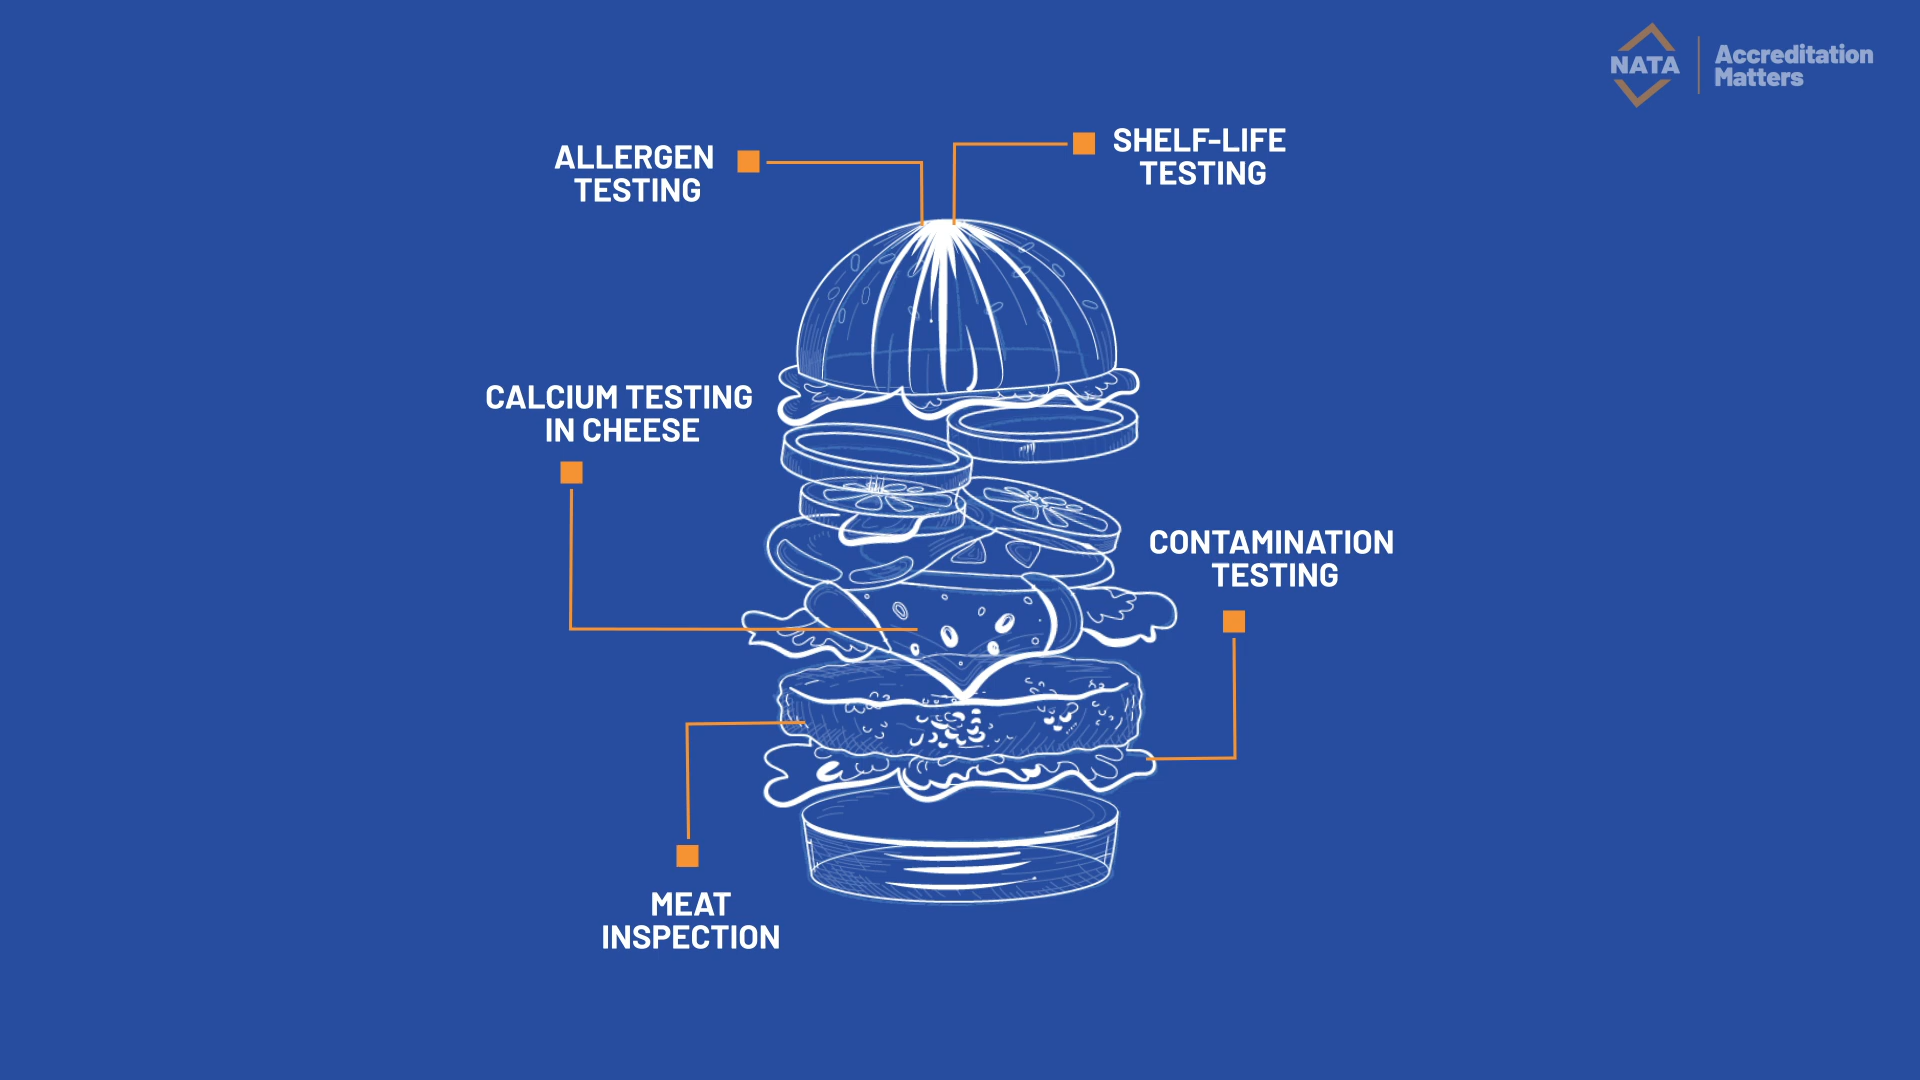 NATA
Accreditation
Matters
ALLERGEN
TESTING
SHELF-LIFE
TESTING
CALCIUM TESTING
IN CHEESE
CONTAMINATION
TESTING
MEAT
INSPECTION